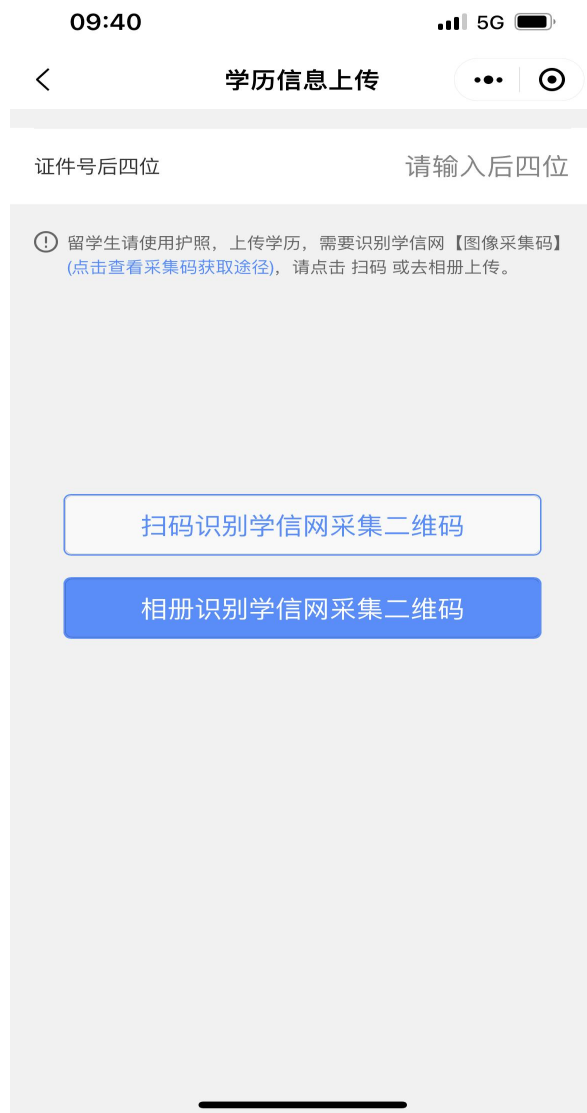 09:40
5G
学历信息上传
证件号后四位
请输入后四位
留学生请使用护照，上传学历，需要识别学信网【图像采集码】
(点击查看采集码获取途径)，请点击 扫码 或去相册上传。
扫码识别学信网采集二维码
相册识别学信网采集二维码